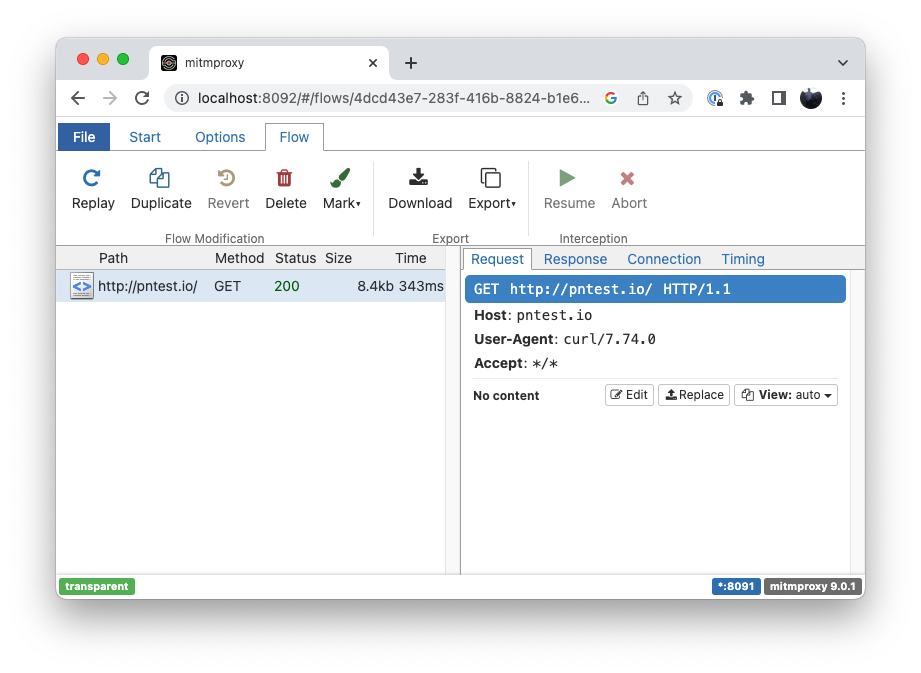 mitmproxy
localhost:8092/#/flows/4dcd43e7-283f-416b-8824-b1e6...
File Start Options Flow
Replay Duplicate Revert Delete Mark Download Export Resume Abort
Flow Modification Export Interception
Path Method Status Size Time
http://pntest.io/ GET 200 8.4kb 343ms
Request Response Connection Timing
GET http://pntest.io/ HTTP/1.1
Host: pntest.io
User-Agent: curl/7.74.0
Accept: */*
No content Edit Replace View: auto
transparent *:8091 mitmproxy 9.0.1